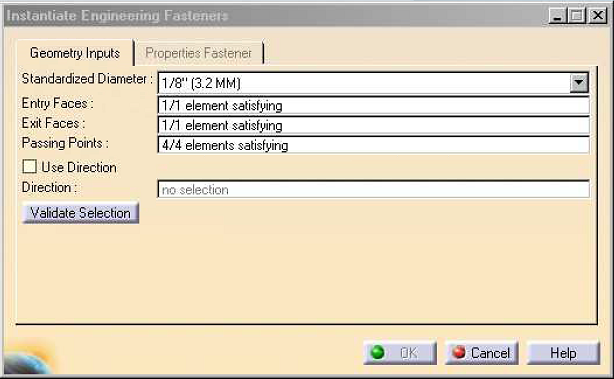 Instantiate Engineering Fasteners
Geometry Inputs Properties Fastener
Standardized Diameter : 1/8" (3.2 MM)
Entry Faces : 1/1 element satisfying
Exit Faces : 1/1 element satisfying
Passing Points : 4/4 elements satisfying
Use Direction
Direction : no selection
Validate Selection
OK Cancel Help